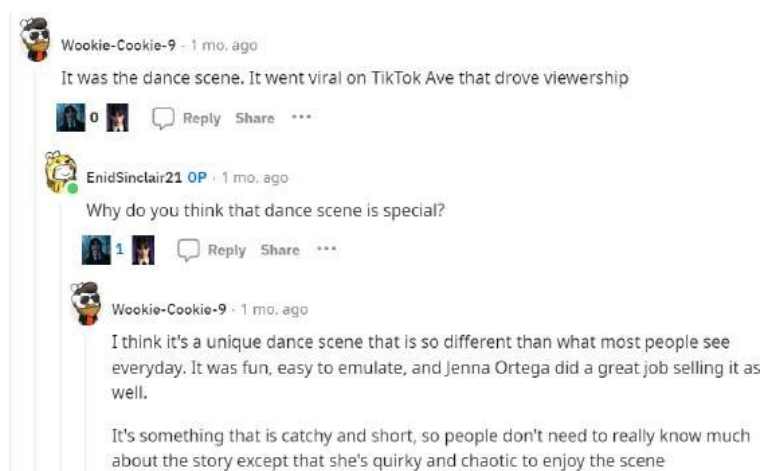 Wookie-Cookie-9 · 1 mo. ago
It was the dance scene. It went viral on TikTok Ave that drove viewership
0 Reply Share ···
EnidSinclair21 OP · 1 mo. ago
Why do you think that dance scene is special?
1 Reply Share ···
Wookie-Cookie-9 · 1 mo. ago
I think it's a unique dance scene that is so different than what most people see
everyday. It was fun, easy to emulate, and Jenna Ortega did a great job selling it as
well.
It's something that is catchy and short, so people don't need to really know much
about the story except that she's quirky and chaotic to enjoy the scene